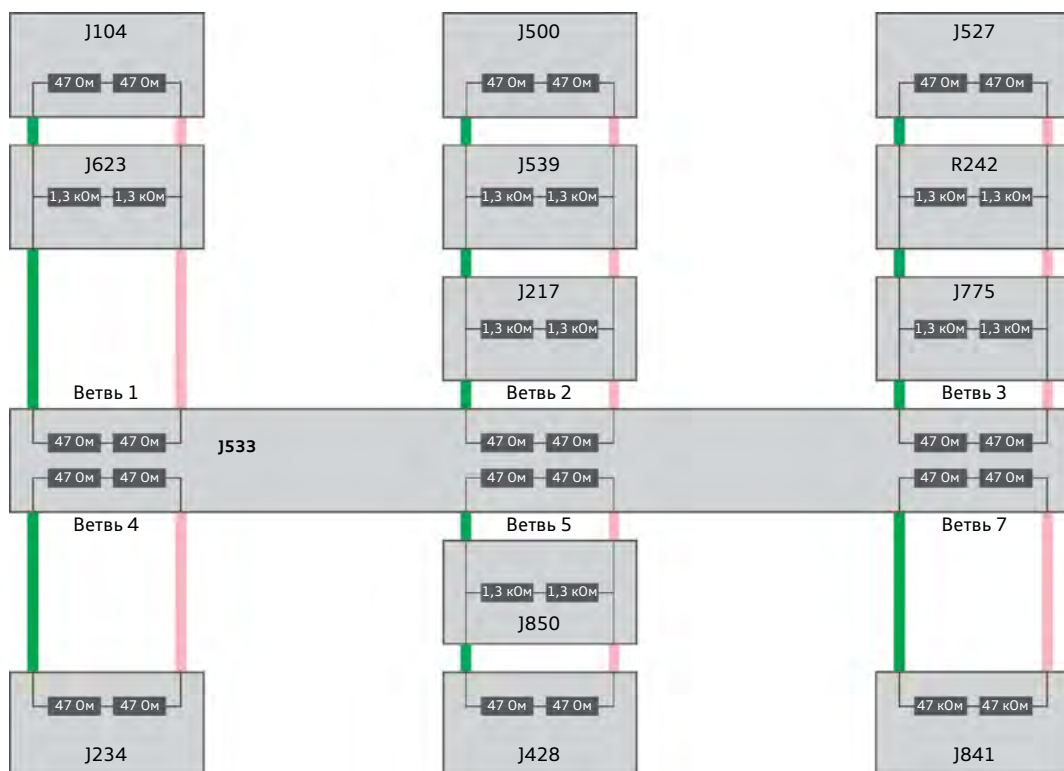 J104
J500
J527
47 Ом 47 Ом
47 Ом 47 Ом
47 Ом 47 Ом
J623
J539
R242
1,3 кОм 1,3 кОм
1,3 кОм 1,3 кОм
1,3 кОм 1,3 кОм
J217
J775
1,3 кОм 1,3 кОм
1,3 кОм 1,3 кОм
Ветвь 1
Ветвь 2
Ветвь 3
47 Ом 47 Ом
J533
47 Ом 47 Ом
47 Ом 47 Ом
47 Ом 47 Ом
47 Ом 47 Ом
47 Ом 47 Ом
Ветвь 4
Ветвь 5
Ветвь 7
1,3 кОм 1,3 кОм
J850
47 Ом 47 Ом
47 Ом 47 Ом
47 кОм 47 кОм
J234
J428
J841